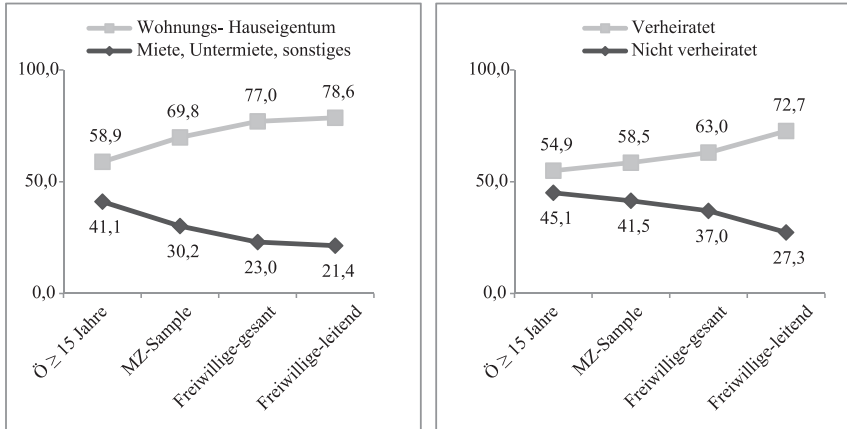 Wohnungs- Hauseigentum
Miete, Untermiete, sonstiges
100,0
50,0
0,0
58,9
69,8
77,0
78,6
41,1
30,2
23,0
21,4
Ö ≥ 15 Jahre
MZ-Sample
Freiwillige-gesant
Freiwillige-leitend
Verheiratet
Nicht verheiratet
100,0
50,0
0,0
54,9
58,5
63,0
72,7
45,1
41,5
37,0
27,3
Ö ≥ 15 Jahre
MZ-Sample
Freiwillige-gesant
Freiwillige-leitend